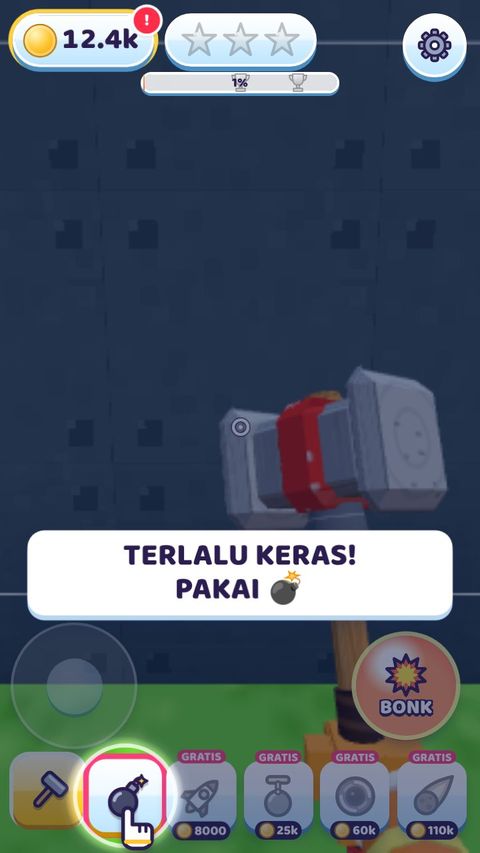 12.4k
!
1%
TERLALU KERAS!
PAKAI 💣
BONK
GRATIS GRATIS GRATIS GRATIS
8000 25k 60k 110k